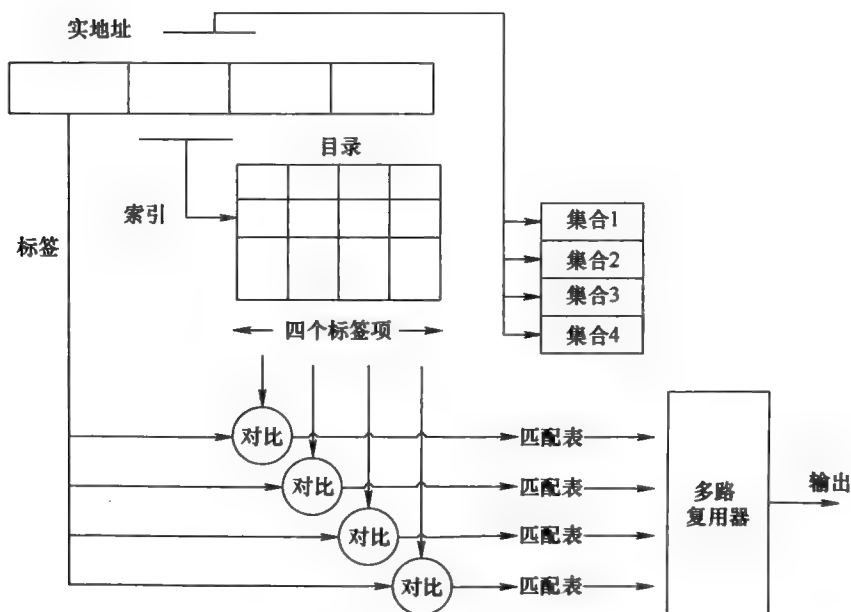 实地址
目录
索引
标签
集合1
集合2
集合3
集合4
四个标签项
对比
匹配表
对比
匹配表
对比
匹配表
对比
匹配表
多路
复用器
输出